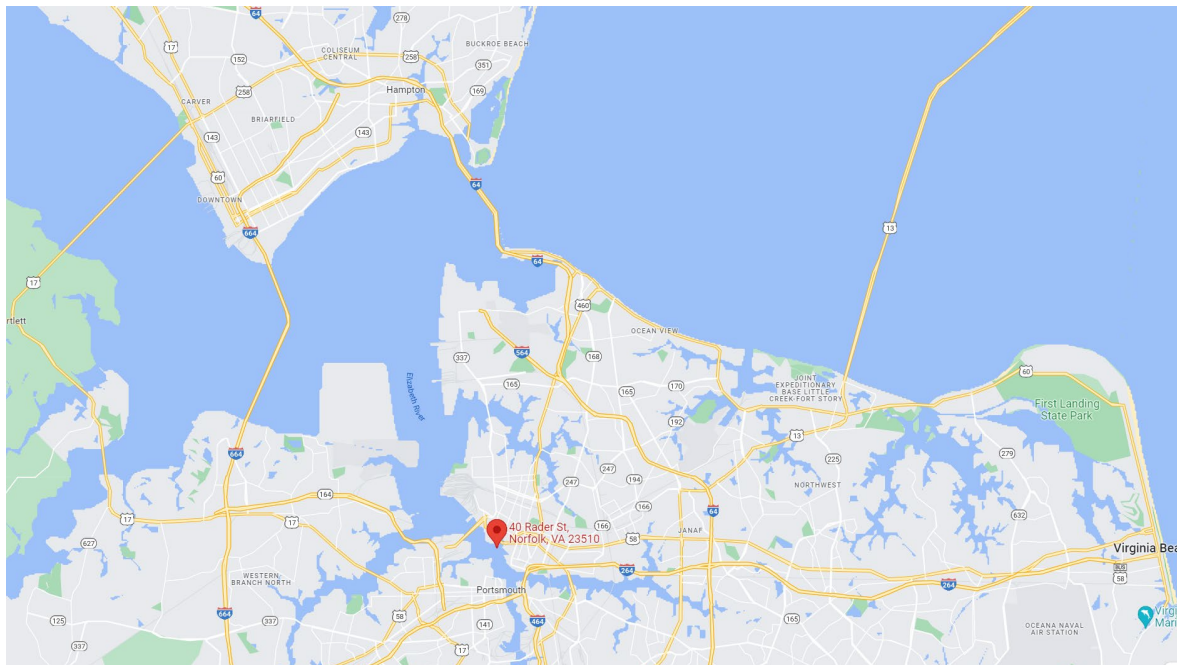 278
64
BUCKROE BEACH
17
COLISEUM
CENTRAL
152
258
351
258
Hampton
169
CARVER
BRIARFIELD
143
143
60
64
DOWNTOWN
13
664
64
17
rtlett
460
OCEAN VIEW
337
564
168
Elizabeth River
165
165
170
JOINT
EXPEDITIONARY
BASE LITTLE
CREEK-FORT STORY
60
First Landing
State Park
192
13
664
279
225
247
194
247
NORTHWEST
164
166
64
632
17
17
166
JANAF
40 Rader St,
Norfolk, VA 23510
58
627
Virginia Bea
264
BUS
58
WESTERN
BRANCH NORTH
264
Portsmouth
664
58
125
337
141
464
165
Virgi
Mari
OCEANA NAVAL
AIR STATION
337